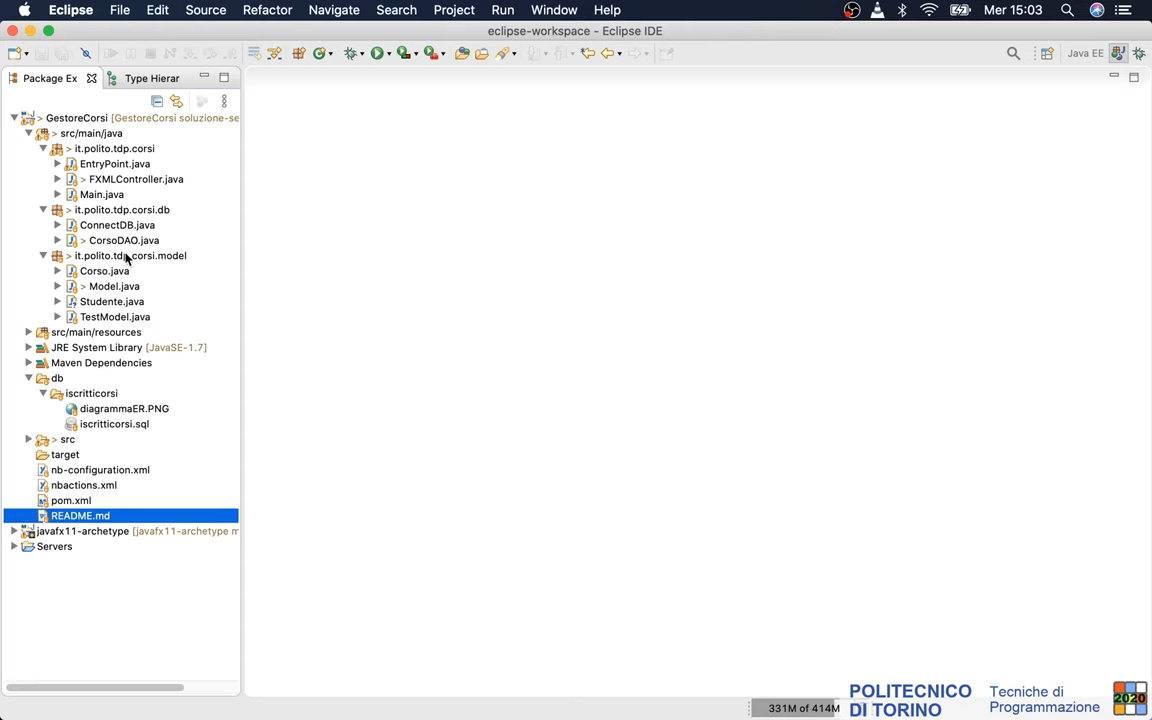 Eclipse File Edit Source Refactor Navigate Search Project Run Window Help Mer 15:03
eclipse-workspace - Eclipse IDE
Java EE
Package Ex Type Hierar
> GestoreCorsi [GestoreCorsi soluzione-se
> src/main/java
> it.polito.tdp.corsi
EntryPoint.java
> FXMLController.java
Main.java
> it.polito.tdp.corsi.db
ConnectDB.java
> CorsoDAO.java
> it.polito.tdp.corsi.model
Corso.java
> Model.java
Studente.java
TestModel.java
src/main/resources
JRE System Library [JavaSE-1.7]
Maven Dependencies
db
iscritticorsi
diagrammaER.PNG
iscritticorsi.sql
> src
target
nb-configuration.xml
nbactions.xml
pom.xml
README.md
javafx11-archetype [javafx11-archetype m
Servers
331M of 414M
POLITECNICO
DI TORINO
Tecniche di
Programmazione
2020